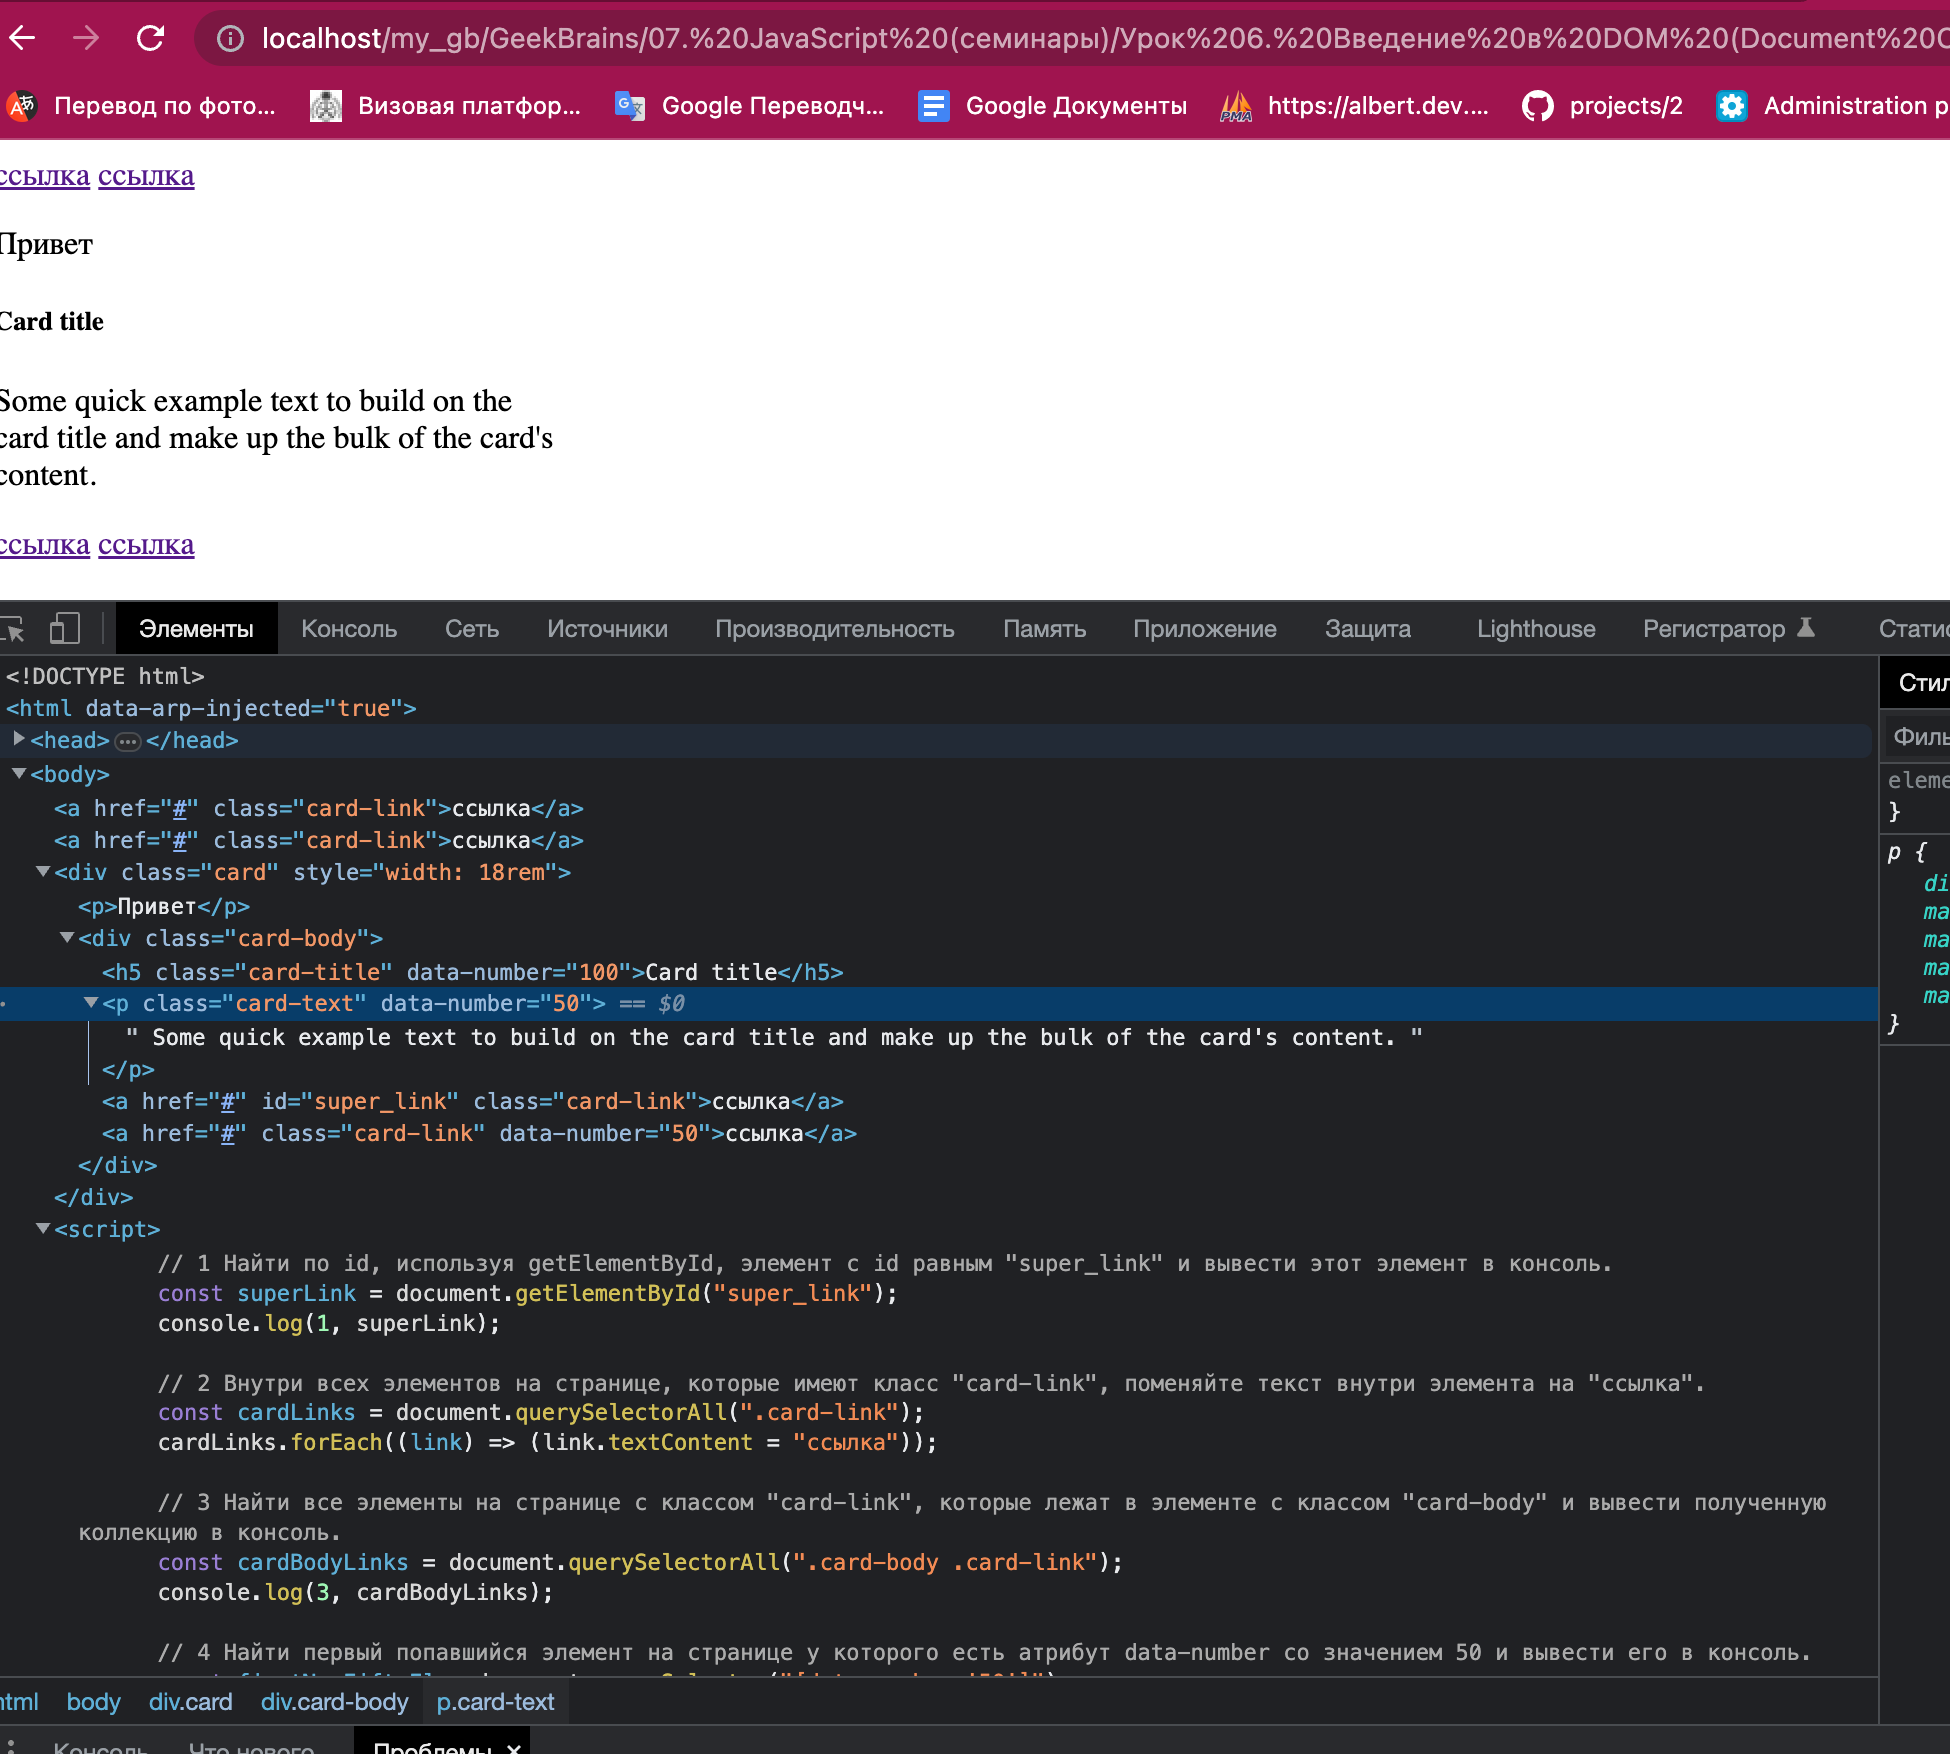 localhost/my_gb/GeekBrains/07.%20JavaScript%20(семинары)/Урок%206.%20Введение%20в%20DOM%20(Document%20
Перевод по фото... Визовая платфор... Google Переводч... Google Документы https://albert.dev.... projects/2 Administration p
ссылка ссылка
Привет
Card title
Some quick example text to build on the
card title and make up the bulk of the card's
content.
ссылка ссылка
Элементы Консоль Сеть Источники Производительность Память Приложение Защита Lighthouse Регистратор
<!DOCTYPE html>
<html data-arp-injected="true">
<head> ... </head>
<body>
<a href="#" class="card-link">ссылка</a>
<a href="#" class="card-link">ссылка</a>
<div class="card" style="width: 18rem">
<p>Привет</p>
<div class="card-body">
<h5 class="card-title" data-number="100">Card title</h5>
<p class="card-text" data-number="50"> == $0
" Some quick example text to build on the card title and make up the bulk of the card's content. "
</p>
<a href="#" id="super_link" class="card-link">ссылка</a>
<a href="#" class="card-link" data-number="50">ссылка</a>
</div>
</div>
<script>
// 1 Найти по id, используя getElementById, элемент с id равным "super_link" и вывести этот элемент в консоль.
const superLink = document.getElementById("super_link");
console.log(1, superLink);
// 2 Внутри всех элементов на странице, которые имеют класс "card-link", поменяйте текст внутри элемента на "ссылка".
const cardLinks = document.querySelectorAll(".card-link");
cardLinks.forEach((link) => (link.textContent = "ссылка"));
// 3 Найти все элементы на странице с классом "card-link", которые лежат в элементе с классом "card-body" и вывести полученную
коллекцию в консоль.
const cardBodyLinks = document.querySelectorAll(".card-body .card-link");
console.log(3, cardBodyLinks);
// 4 Найти первый попавшийся элемент на странице у которого есть атрибут data-number со значением 50 и вывести его в консоль.
html body div.card div.card-body p.card-text
Консоль Что нового Проблемы ×
Стил
Филь
eleme
}
p {
di
ma
ma
ma
ma
}